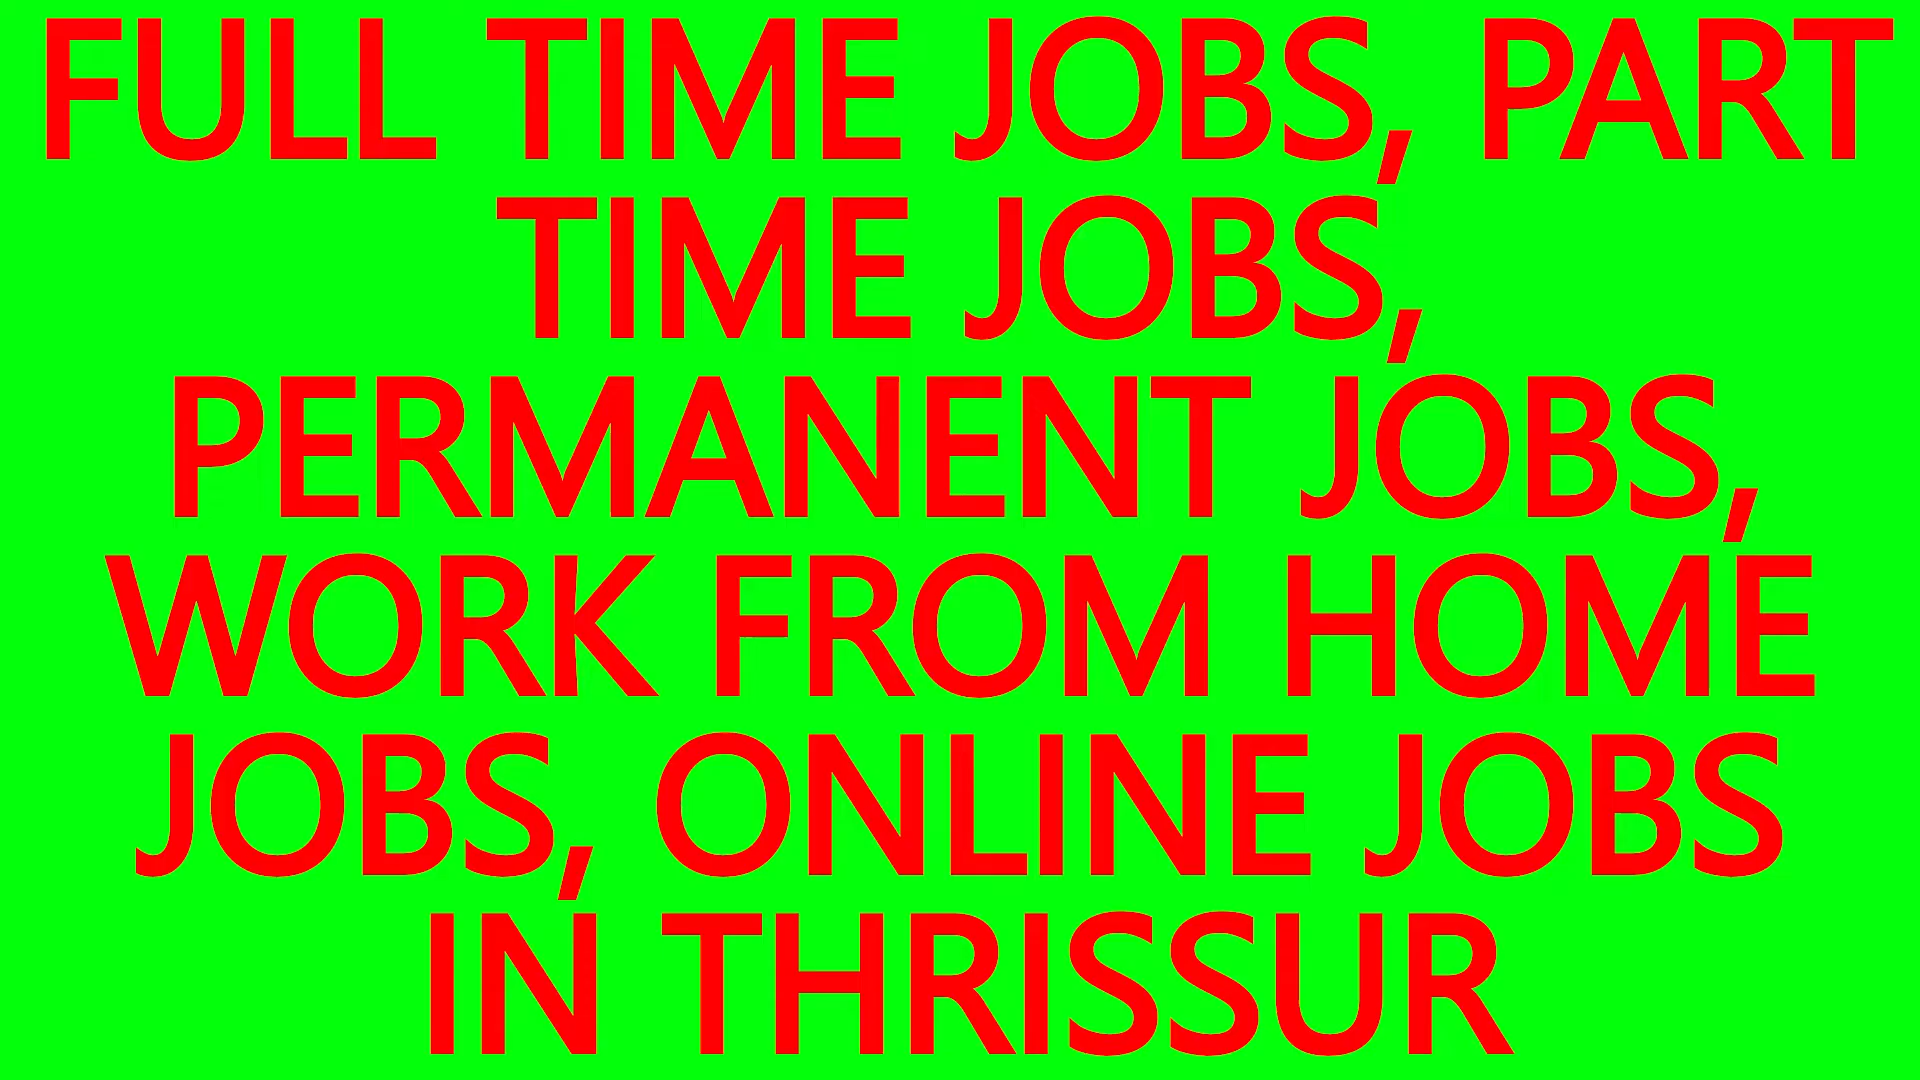 FULL TIME JOBS, PART
TIME JOBS,
PERMANENT JOBS,
WORK FROM HOME
JOBS, ONLINE JOBS
IN THRISSUR